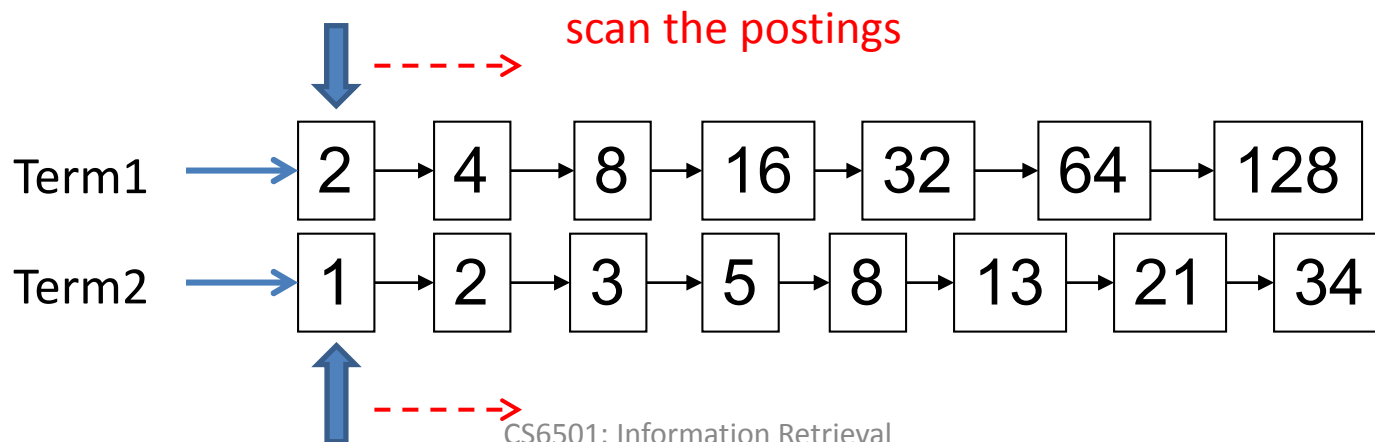 scan the postings
Term1 2 4 8 16 32 64 128
Term2 1 2 3 5 8 13 21 34
CS6501: Information Retrieval